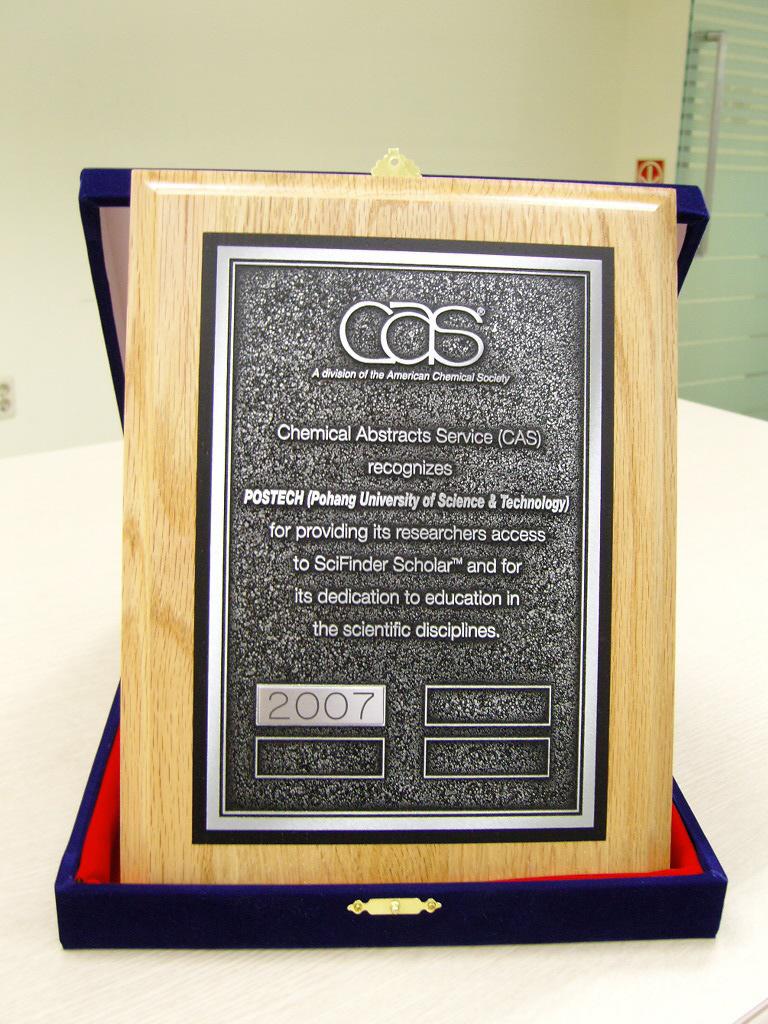 cas®
A division of the American Chemical Society
Chemical Abstracts Service (CAS)
recognizes
POSTECH (Pohang University of Science & Technology)
for providing its researchers access
to SciFinder Scholar™ and for
its dedication to education in
the scientific disciplines.
2007